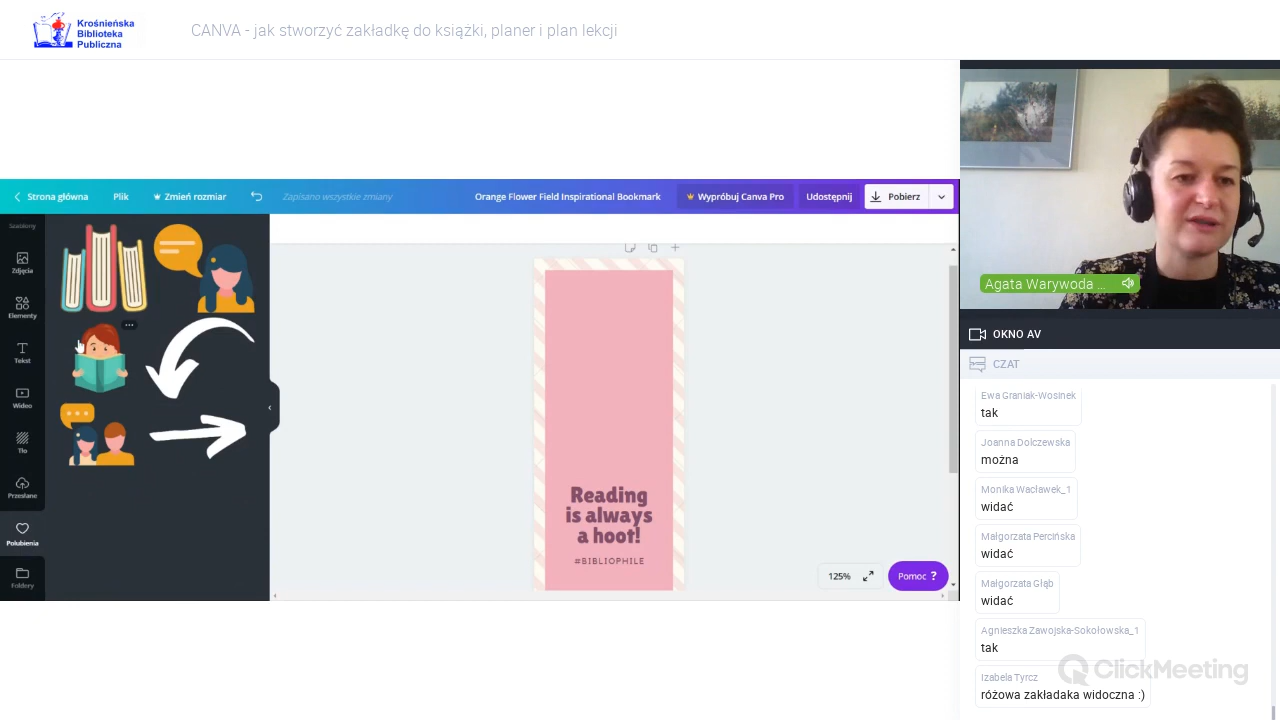 Krośnieńska
Biblioteka
Publiczna
CANVA - jak stworzyć zakładkę do książki, planer i plan lekcji
Strona główna
Plik
Zmień rozmiar
Zapisano wszystkie zmiany
Orange Flower Field Inspirational Bookmark
Wypróbuj Canva Pro
Udostępnij
Pobierz
Szablony
Zdjęcia
Elementy
Tekst
Wideo
Tło
Przesłane
Polubienia
Foldery
Reading
is always
a hoot!
#BIBLIOPHILE
125%
Pomoc ?
Agata Warywoda ...
OKNO AV
CZAT
Ewa Graniak-Wosinek
tak
Joanna Dolczewska
można
Monika Wacławek_1
widać
Małgorzata Percińska
widać
Małgorzata Głąb
widać
Agnieszka Zawojska-Sokołowska_1
tak
Izabela Tyrcz
różowa zakładaka widoczna :)
ClickMeeting